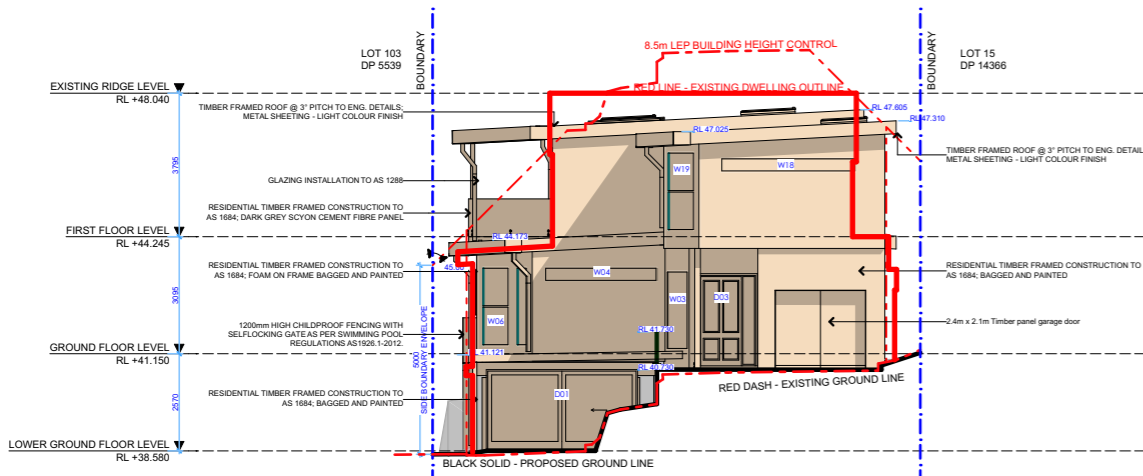 8.5m LEP BUILDING HEIGHT CONTROL
LOT 103
DP 5539
BOUNDARY
BOUNDARY
LOT 15
DP 14366
EXISTING RIDGE LEVEL
RL +48.040
RED LINE - EXISTING DWELLING OUTLINE
TIMBER FRAMED ROOF @ 3° PITCH TO ENG. DETAILS;
METAL SHEETING - LIGHT COLOUR FINISH
RL 47.605
RL 47.310
RL 47.025
TIMBER FRAMED ROOF @ 3° PITCH TO ENG. DETAIL
METAL SHEETING - LIGHT COLOUR FINISH
3795
W19
W18
GLAZING INSTALLATION TO AS 1288
RESIDENTIAL TIMBER FRAMED CONSTRUCTION TO
AS 1684; DARK GREY SCYON CEMENT FIBRE PANEL
FIRST FLOOR LEVEL
RL +44.245
RL 44.173
RESIDENTIAL TIMBER FRAMED CONSTRUCTION TO
AS 1684; FOAM ON FRAME BAGGED AND PAINTED
45.00
W04
W03
D03
RESIDENTIAL TIMBER FRAMED CONSTRUCTION TO
AS 1684; BAGGED AND PAINTED
3095
W06
1200mm HIGH CHILDPROOF FENCING WITH
SELFLOCKING GATE AS PER SWIMMING POOL
REGULATIONS AS1926.1-2012.
2.4m x 2.1m Timber panel garage door
RL 41.730
GROUND FLOOR LEVEL
RL +41.150
RL 41.121
RL 40.730
5000
SIDE BOUNDARY ENVELOPE
RED DASH - EXISTING GROUND LINE
2570
RESIDENTIAL TIMBER FRAMED CONSTRUCTION TO
AS 1684; BAGGED AND PAINTED
D01
LOWER GROUND FLOOR LEVEL
RL +38.580
BLACK SOLID - PROPOSED GROUND LINE